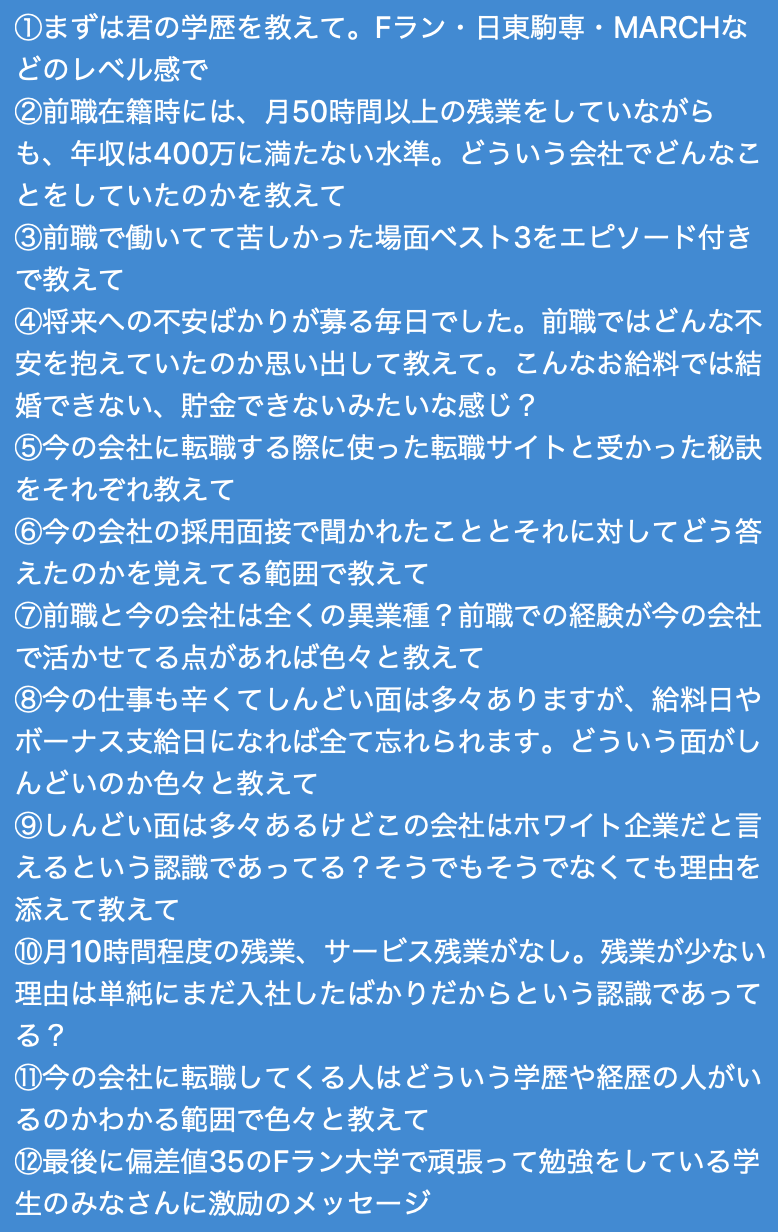 ①まずは君の学歴を教えて。Fラン・日東駒専・MARCHな
どのレベル感で
②前職在籍時には、月50時間以上の残業をしていながら
も、年収は400万に満たない水準。どういう会社でどんなこ
とをしていたのかを教えて
③前職で働いてて苦しかった場面ベスト3をエピソード付き
で教えて
④将来への不安ばかりが募る毎日でした。前職ではどんな不
安を抱えていたのか思い出して教えて。こんなお給料では結
婚できない、貯金できないみたいな感じ？
⑤今の会社に転職する際に使った転職サイトと受かった秘訣
をそれぞれ教えて
⑥今の会社の採用面接で聞かれたこととそれに対してどう答
えたのかを覚えてる範囲で教えて
⑦前職と今の会社は全くの異業種？前職での経験が今の会社
で活かせてる点があれば色々と教えて
⑧今の仕事も辛くてしんどい面は多々ありますが、給料日や
ボーナス支給日になれば全て忘れられます。どういう面がし
んどいのか色々と教えて
⑨しんどい面は多々あるけどこの会社はホワイト企業だと言
えるという認識であってる？そうでもそうでなくても理由を
添えて教えて
⑩月10時間程度の残業、サービス残業がなし。残業が少ない
理由は単純にまだ入社したばかりだからという認識であって
る？
⑪今の会社に転職してくる人はどういう学歴や経歴の人がい
るのかわかる範囲で色々と教えて
⑫最後に偏差値35のFラン大学で頑張って勉強をしている学
生のみなさんに激励のメッセージ